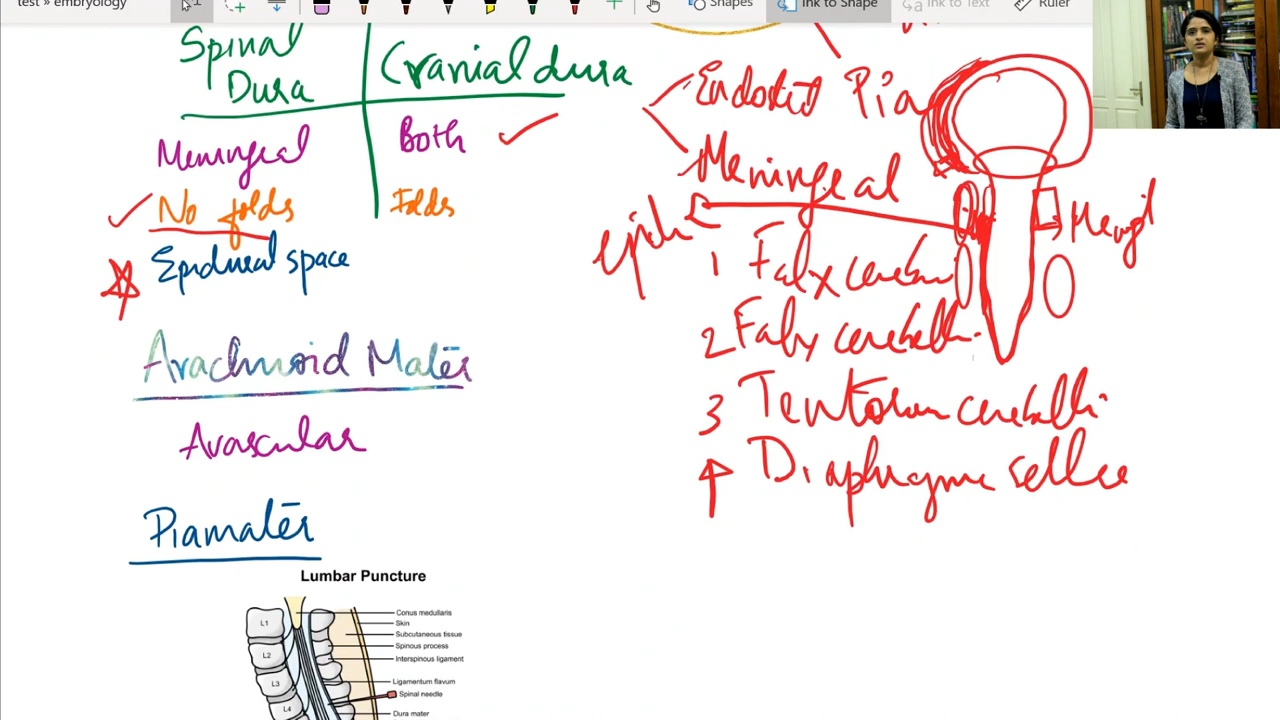 test » embryology
Shapes
Ink to Shape
Ink to Text
Ruler
Spinal Dura
Cranial dura
Meningeal
Both
No folds
Folds
Epidural space
Arachnoid Mater
Avascular
Piamater
Pia
Meningeal
1 Falx cerebri
2 Falx cerebelli
3 Tentorium cerebelli
Diaphragma sellae
Lumbar Puncture
L1
L2
L3
L4
Conus medullaris
Skin
Subcutaneous tissue
Spinous process
Interspinous ligament
Ligamentum flavum
Spinal needle
Dura mater